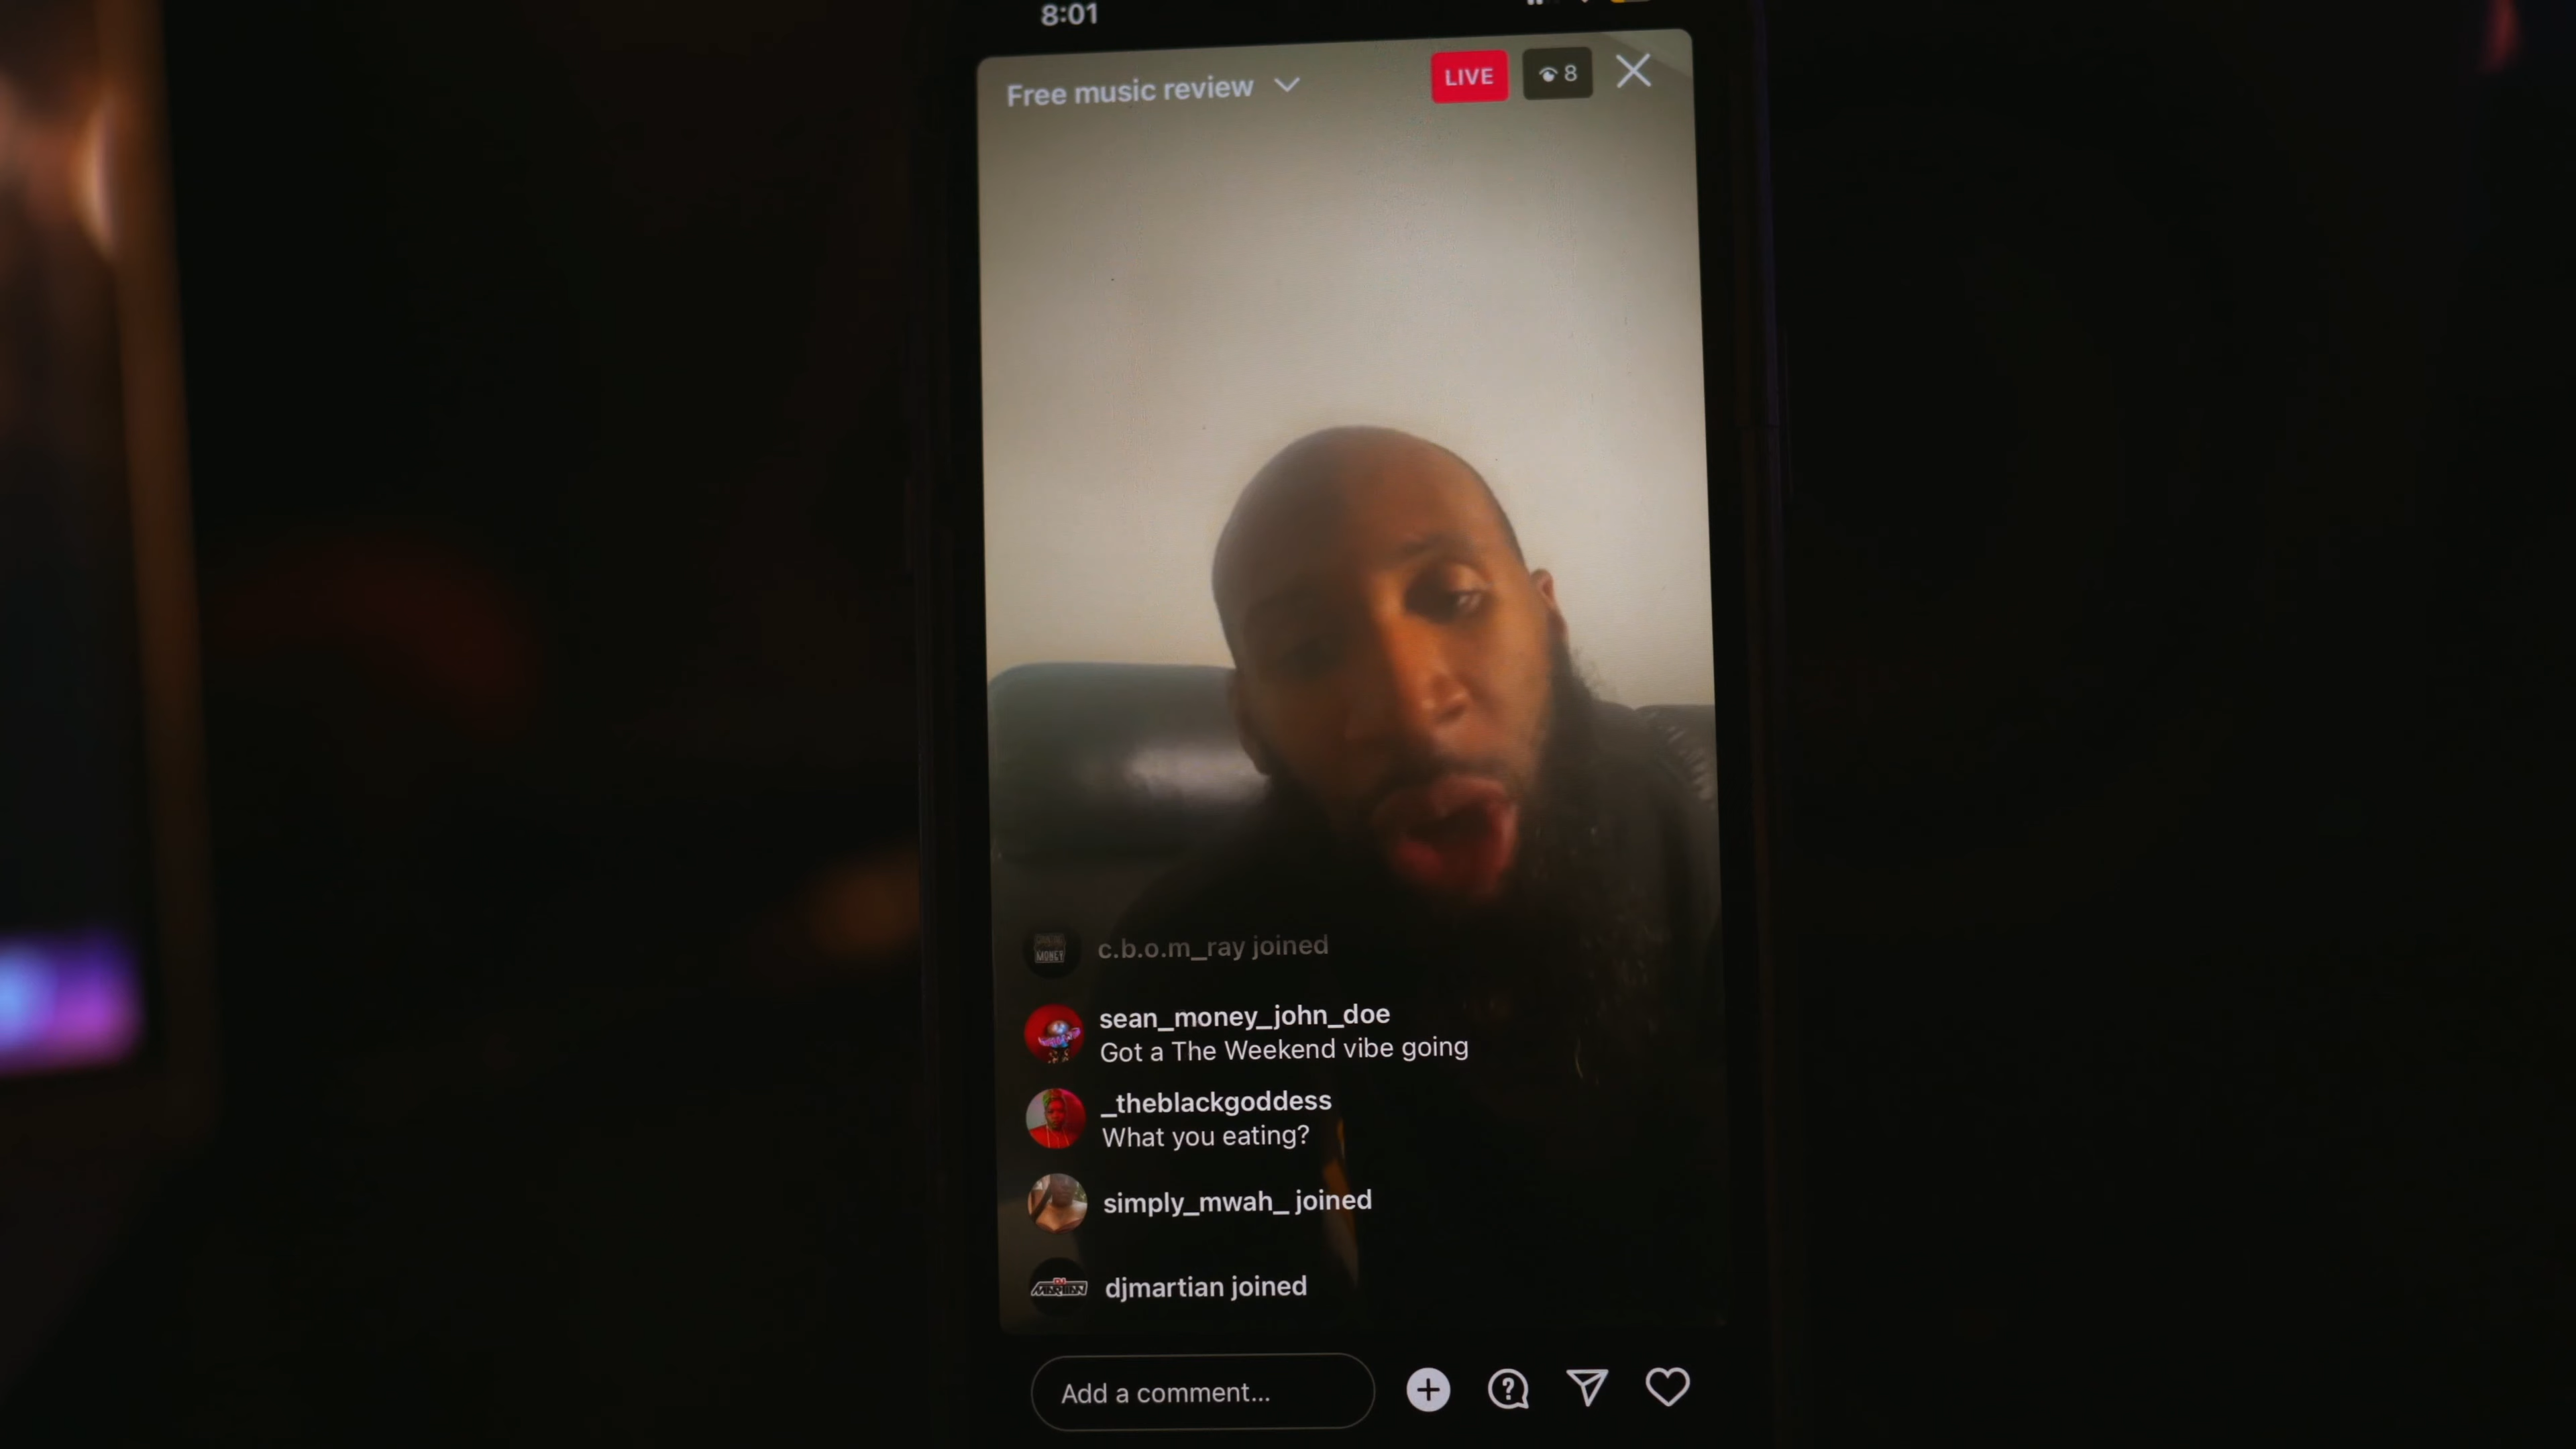 8:01
Free music review
LIVE
8
MONEY
c.b.o.m_ray joined
sean_money_john_doe
Got a The Weekend vibe going
_theblackgoddess
What you eating?
simply_mwah_ joined
djmartian joined
Add a comment...